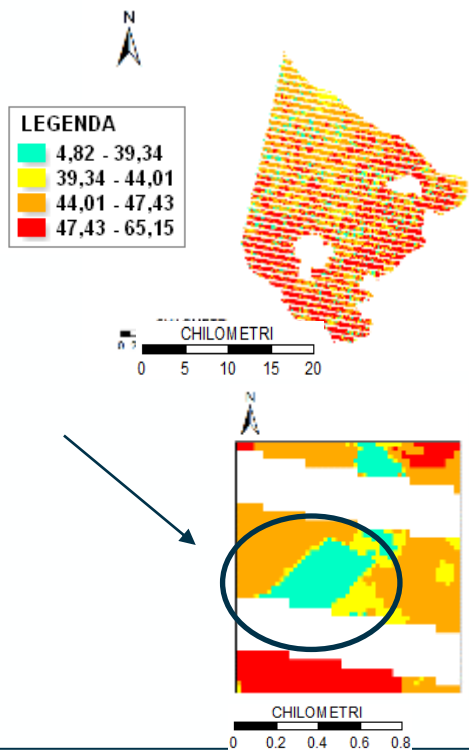 N
LEGENDA
4,82 - 39,34
39,34 - 44,01
44,01 - 47,43
47,43 - 65,15
CHILOMETRI
0 5 10 15 20
N
CHILOMETRI
0 0.2 0.4 0.6 0.8